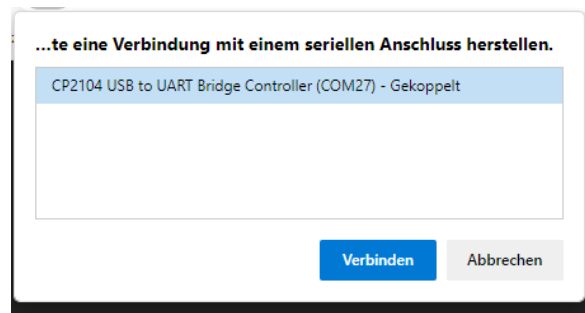 ...te eine Verbindung mit einem seriellen Anschluss herstellen.
CP2104 USB to UART Bridge Controller (COM27) - Gekoppelt
Verbinden
Abbrechen